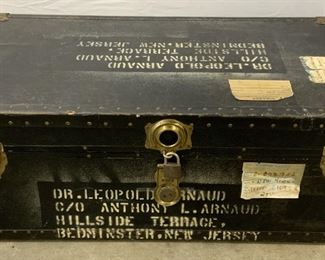 DR. LEOPOLD ARNAUD
C/O ANTHONY L. ARNAUD
HILLSIDE TERRACE,
BEDMINSTER, NEW JERSEY
DR. LEOPOLD ARNAUD
C/O ANTHONY L. ARNAUD
HILLSIDE TERRACE,
BEDMINSTER, NEW JERSEY